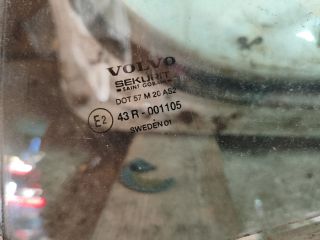 VOLVO
SEKURIT
SAINT-GOBAIN
DOT 57 M 20 AS2
E2 43 R - 001105
SWEDEN 01